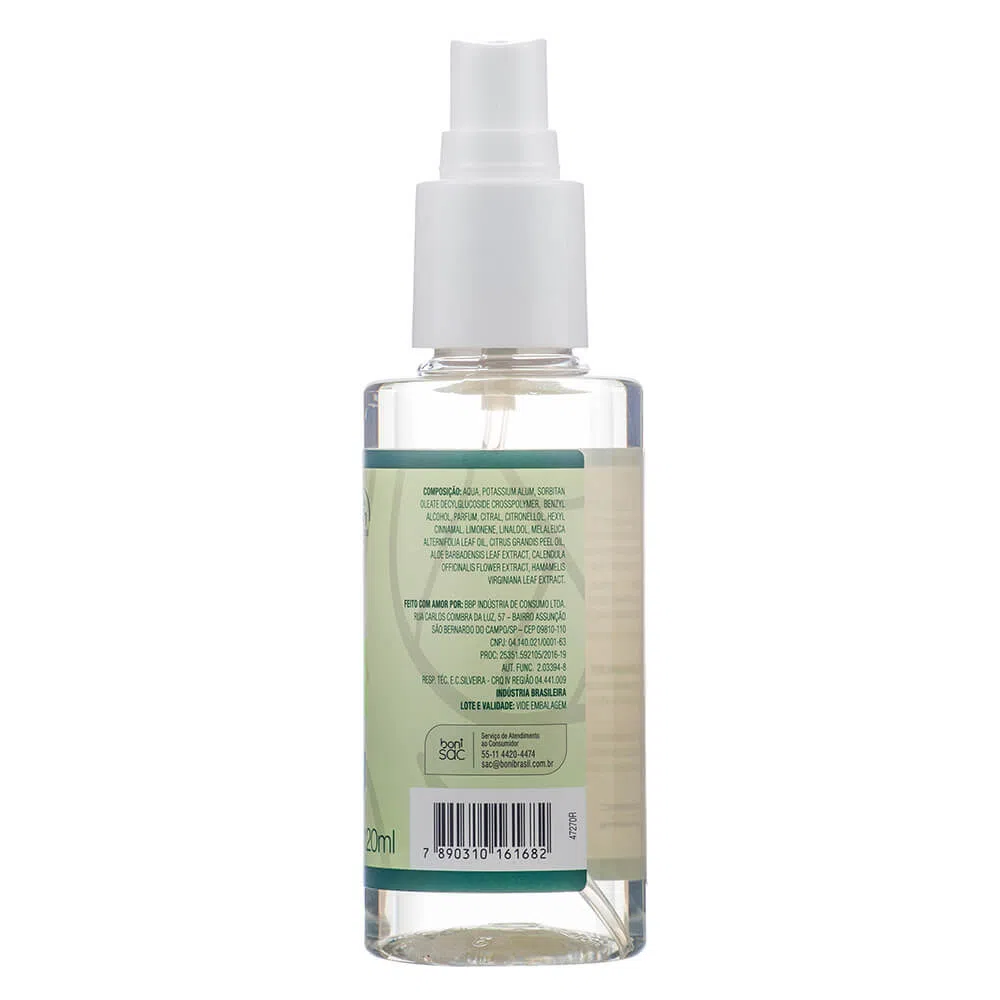 COMPOSIÇÃO: AQUA, POTASSIUM ALUM, SORBITAN
OLEATE DECYLGLUCOSIDE CROSSPOLYMER, BENZYL
ALCOHOL, PARFUM, CITRAL, CITRONELLOL, HEXYL
CINNAMAL, LIMONENE, LINALOOL, MELALEUCA
ALTERNIFOLIA LEAF OIL, CITRUS GRANDIS PEEL OIL,
ALOE BARBADENSIS LEAF EXTRACT, CALENDULA
OFFICINALIS FLOWER EXTRACT, HAMAMELIS
VIRGINIANA LEAF EXTRACT.
FEITO COM AMOR POR: BBP INDÚSTRIA DE CONSUMO LTDA.
RUA CARLOS COIMBRA DA LUZ, 57 – BAIRRO ASSUNÇÃO
SÃO BERNARDO DO CAMPO/SP – CEP 09810-110
CNPJ: 04.140.021/0001-63
PROC: 25351.592105/2016-19
AUT. FUNC. 2.03394-8
RESP. TÉC. E.C.SILVEIRA - CRQ IV REGIÃO 04.441.009
INDÚSTRIA BRASILEIRA
LOTE E VALIDADE: VIDE EMBALAGEM
boni
sac
Serviço de Atendimento
ao Consumidor
55-11 4420-4474
sac@bonibrasil.com.br
47270R
7 890310 161682
20ml